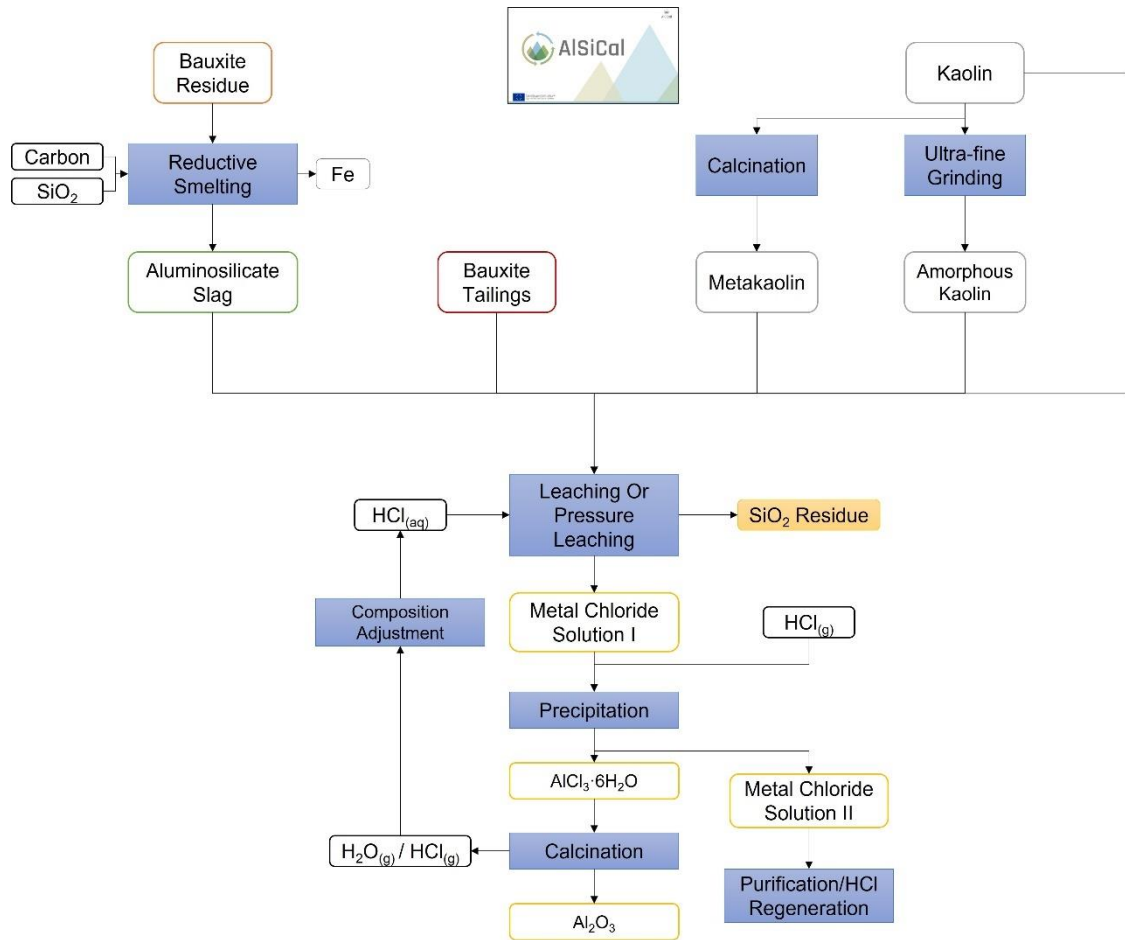 AlSiCal
Bauxite
Residue
Kaolin
Carbon
SiO₂
Reductive
Smelting
Fe
Calcination
Ultra-fine
Grinding
Aluminosilicate
Slag
Bauxite
Tailings
Metakaolin
Amorphous
Kaolin
HCl(aq)
Leaching Or
Pressure
Leaching
SiO₂ Residue
Composition
Adjustment
Metal Chloride
Solution I
HCl(g)
Precipitation
AlCl₃·6H₂O
Metal Chloride
Solution II
H₂O(g) / HCl(g)
Calcination
Purification/HCl
Regeneration
Al₂O₃